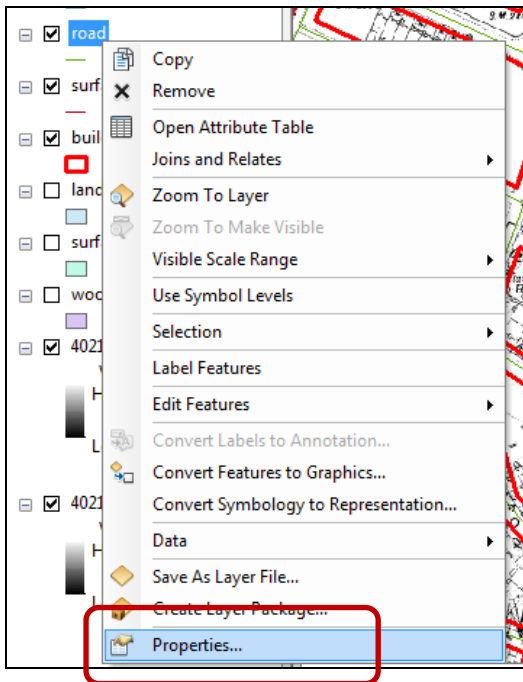 road
Copy
surf
Remove
Open Attribute Table
buil
Joins and Relates
land
Zoom To Layer
Zoom To Make Visible
surf
Visible Scale Range
woo
Use Symbol Levels
Selection
4021
Label Features
H
Edit Features
L
Convert Labels to Annotation...
Convert Features to Graphics...
4021
Convert Symbology to Representation...
Data
H
Save As Layer File...
L
Create Layer Package...
Properties...